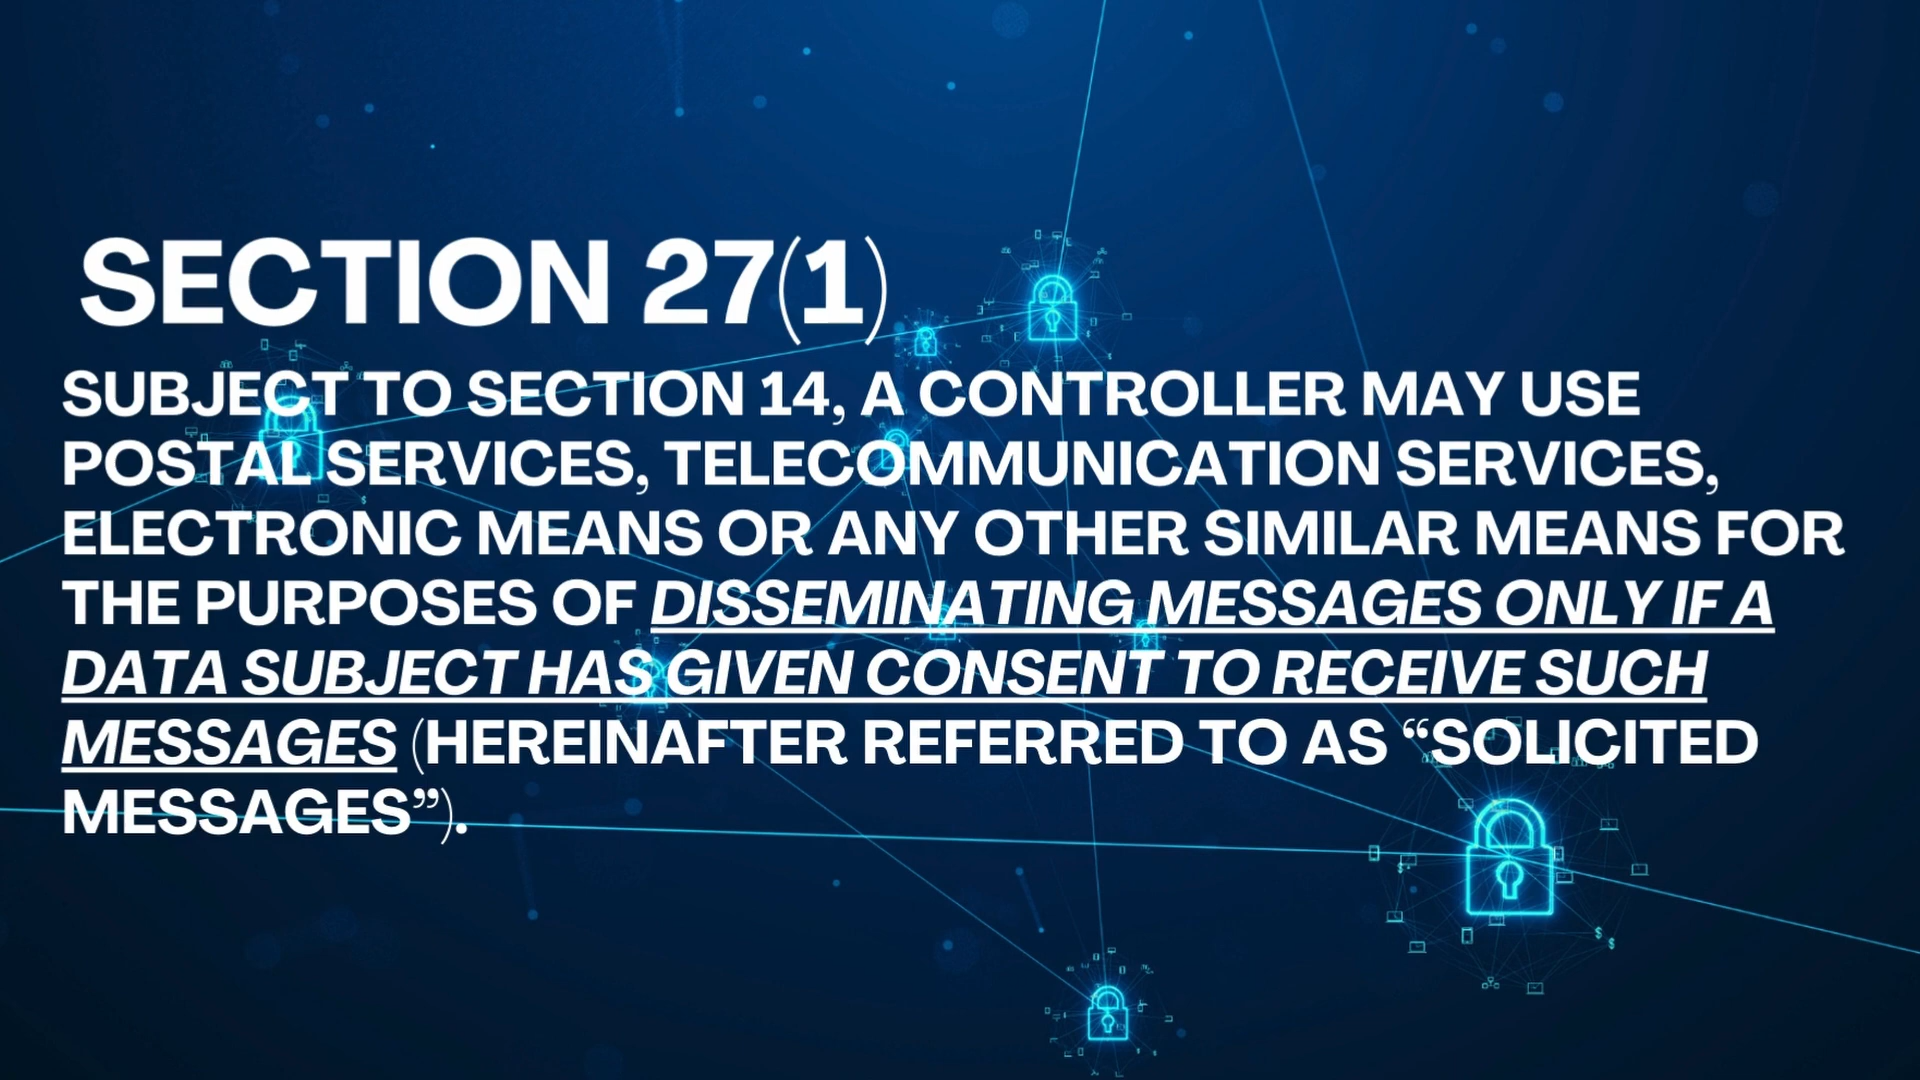 SECTION 27(1)
SUBJECT TO SECTION 14, A CONTROLLER MAY USE
POSTAL SERVICES, TELECOMMUNICATION SERVICES,
ELECTRONIC MEANS OR ANY OTHER SIMILAR MEANS FOR
THE PURPOSES OF DISSEMINATING MESSAGES ONLY IF A
DATA SUBJECT HAS GIVEN CONSENT TO RECEIVE SUCH
MESSAGES (HEREINAFTER REFERRED TO AS “SOLICITED
MESSAGES”).